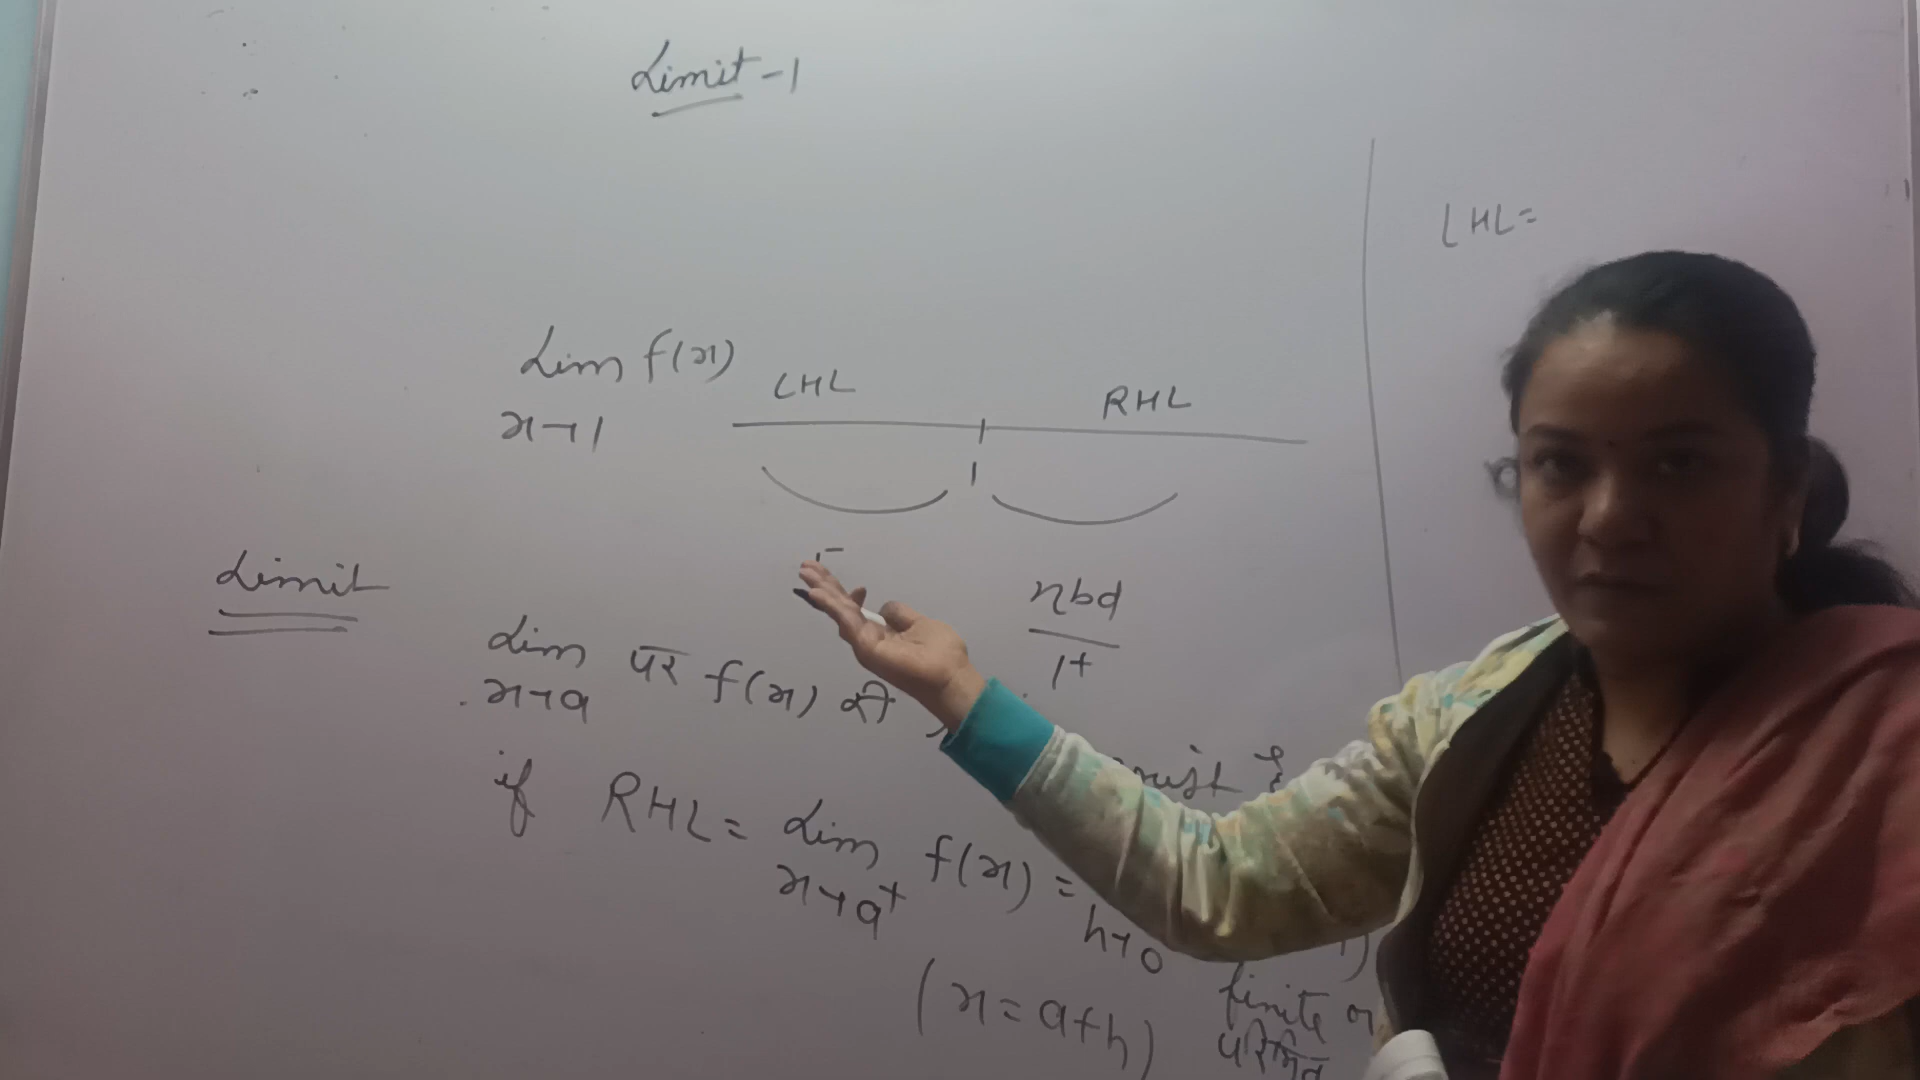 Limit - 1
LHL =
Lim f(x)
x→1
LHL
RHL
1
nbd
1+
Limit
Lim पर f(x) की
x→a
if RHL = Lim f(x) =
x→a+
h→0
(x = a+h)
finite or
परिमित